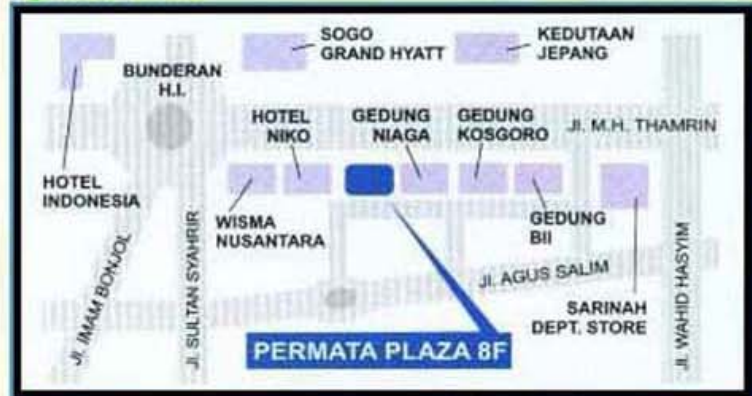 SOGO
GRAND HYATT
KEDUTAAN
JEPANG
BUNDERAN
H.I.
HOTEL
NIKO
GEDUNG
NIAGA
GEDUNG
KOSGORO
Jl. M.H. THAMRIN
HOTEL
INDONESIA
WISMA
NUSANTARA
GEDUNG
BII
Jl. AGUS SALIM
SARINAH
DEPT. STORE
Jl. IMAM BONJOL
Jl. SULTAN SYAHRIR
Jl. WAHID HASYIM
PERMATA PLAZA 8F